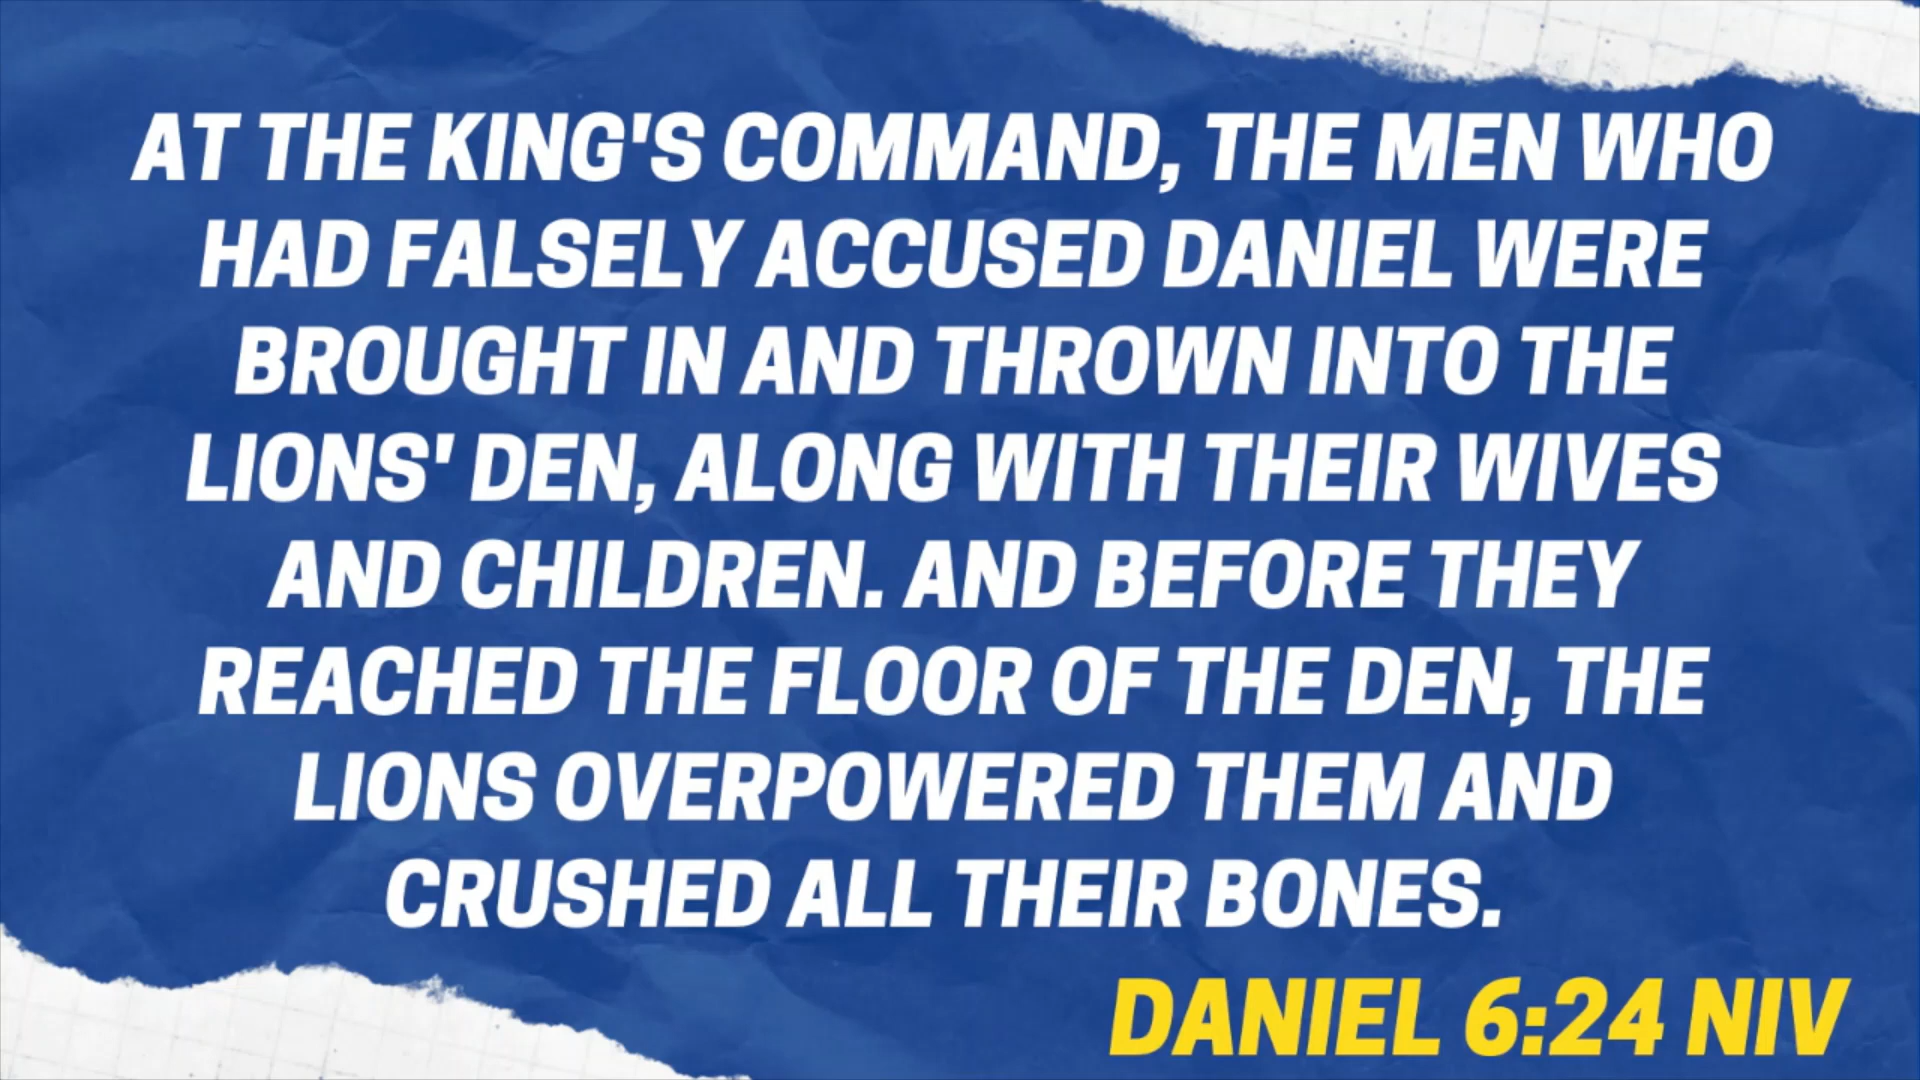 AT THE KING'S COMMAND, THE MEN WHO
HAD FALSELY ACCUSED DANIEL WERE
BROUGHT IN AND THROWN INTO THE
LIONS' DEN, ALONG WITH THEIR WIVES
AND CHILDREN. AND BEFORE THEY
REACHED THE FLOOR OF THE DEN, THE
LIONS OVERPOWERED THEM AND
CRUSHED ALL THEIR BONES.
DANIEL 6:24 NIV